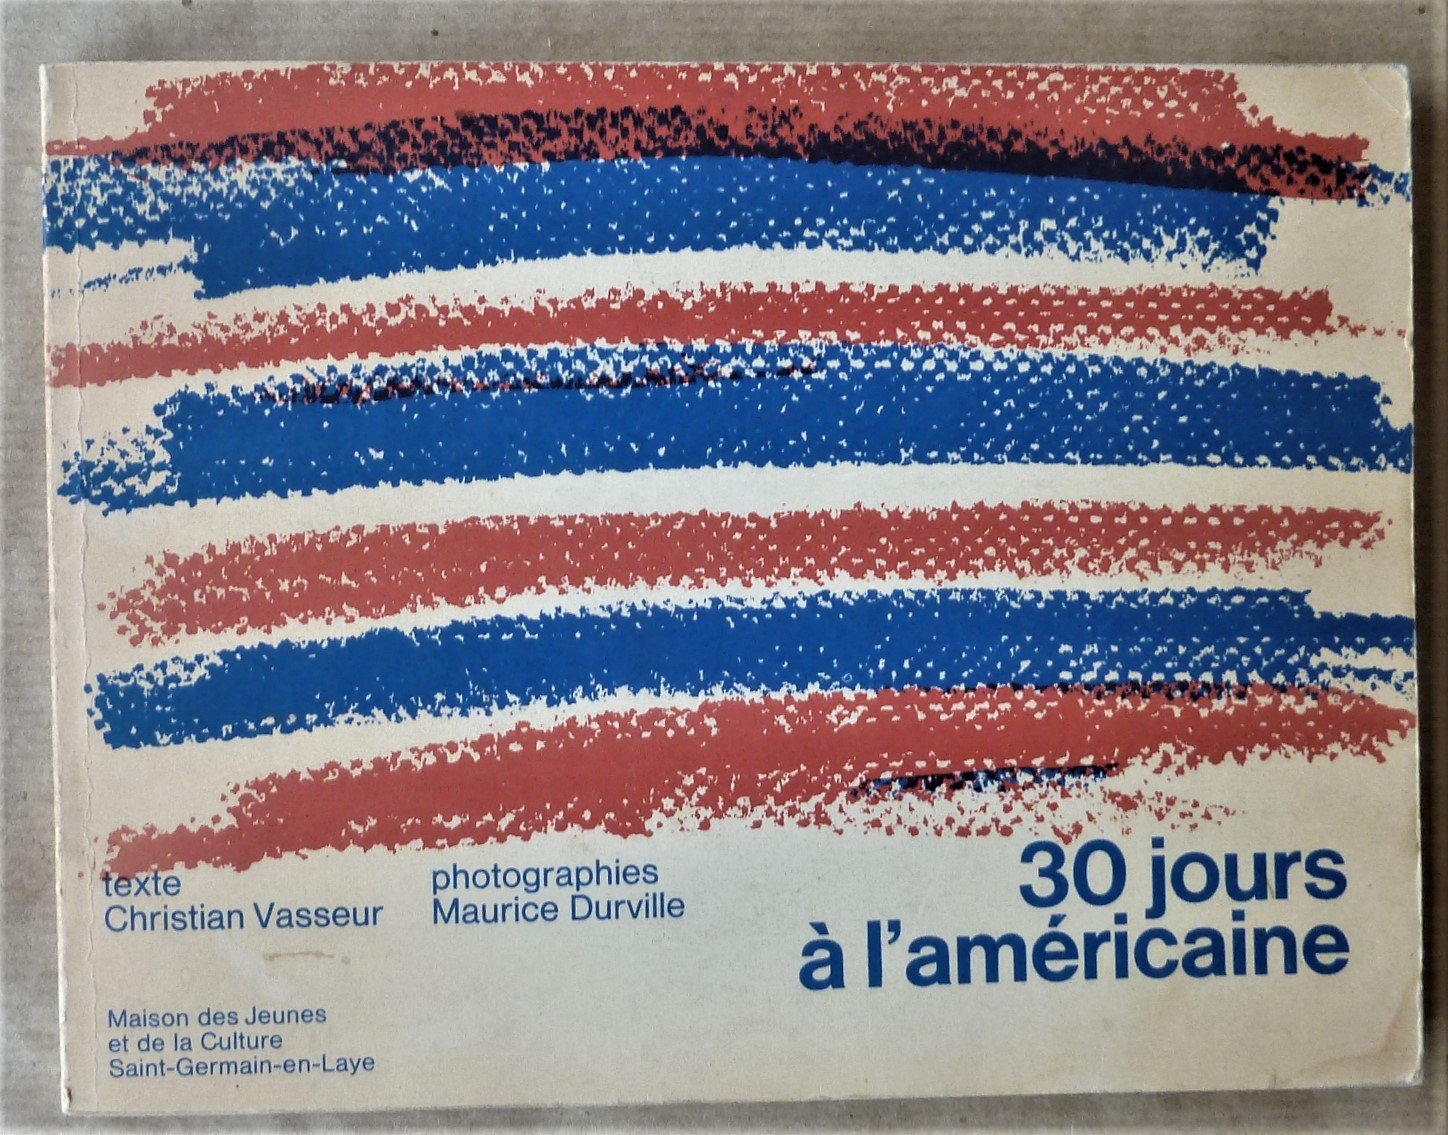 texte
Christian Vasseur
photographies
Maurice Durville
30 jours
à l'américaine
Maison des Jeunes
et de la Culture
Saint-Germain-en-Laye